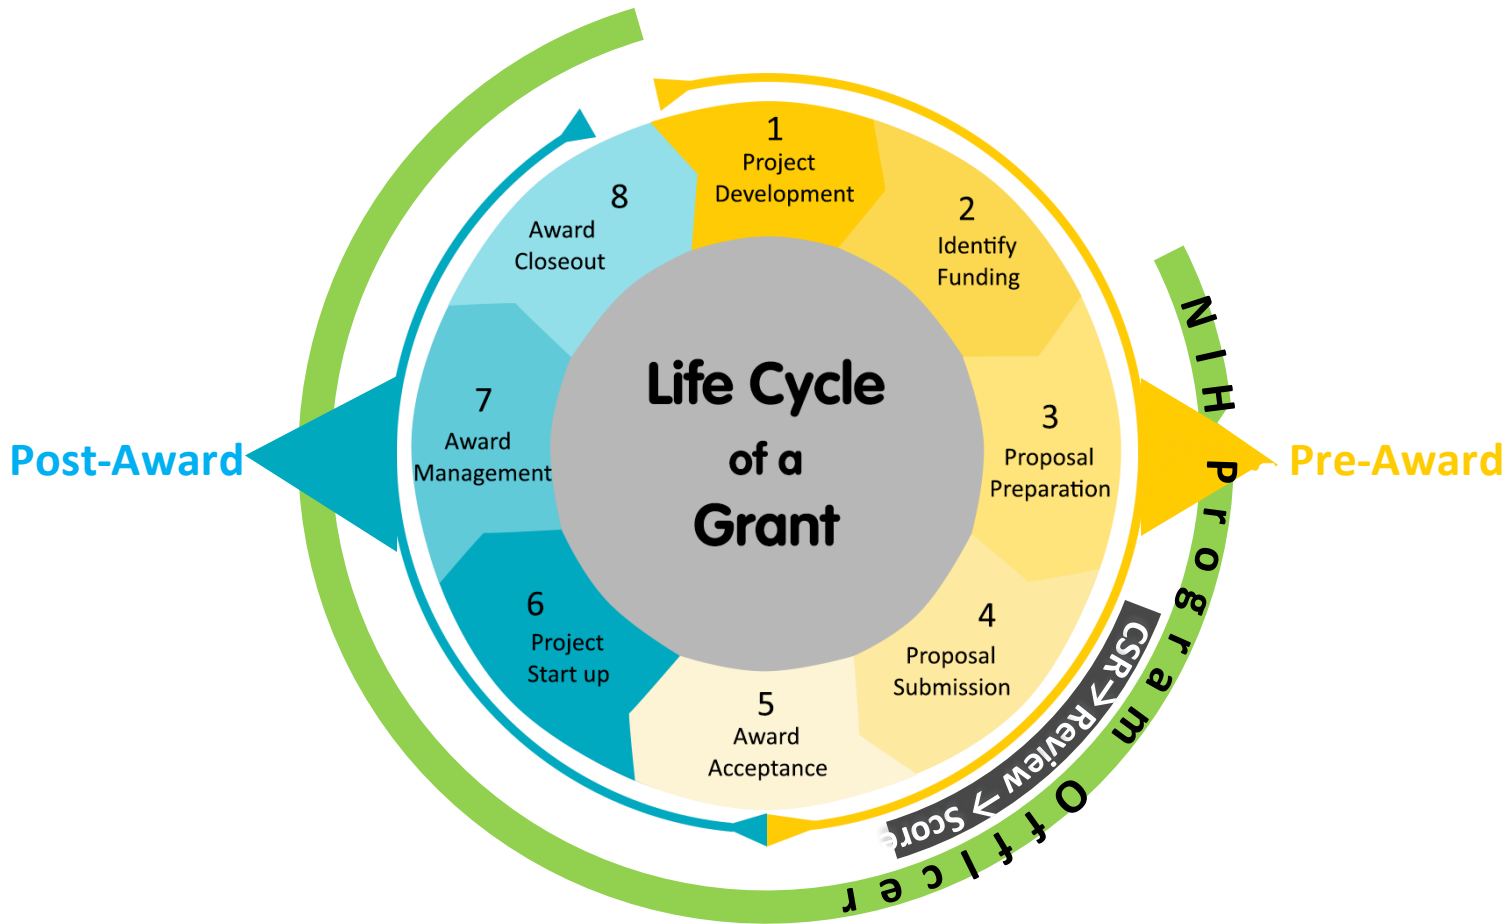 1
Project
Development
2
Identify
Funding
3
Proposal
Preparation
4
Proposal
Submission
5
Award
Acceptance
6
Project
Start up
7
Award
Management
8
Award
Closeout
Life Cycle
of a
Grant
Post-Award
Pre-Award
NIH Program Officer
CSR→Review→Score